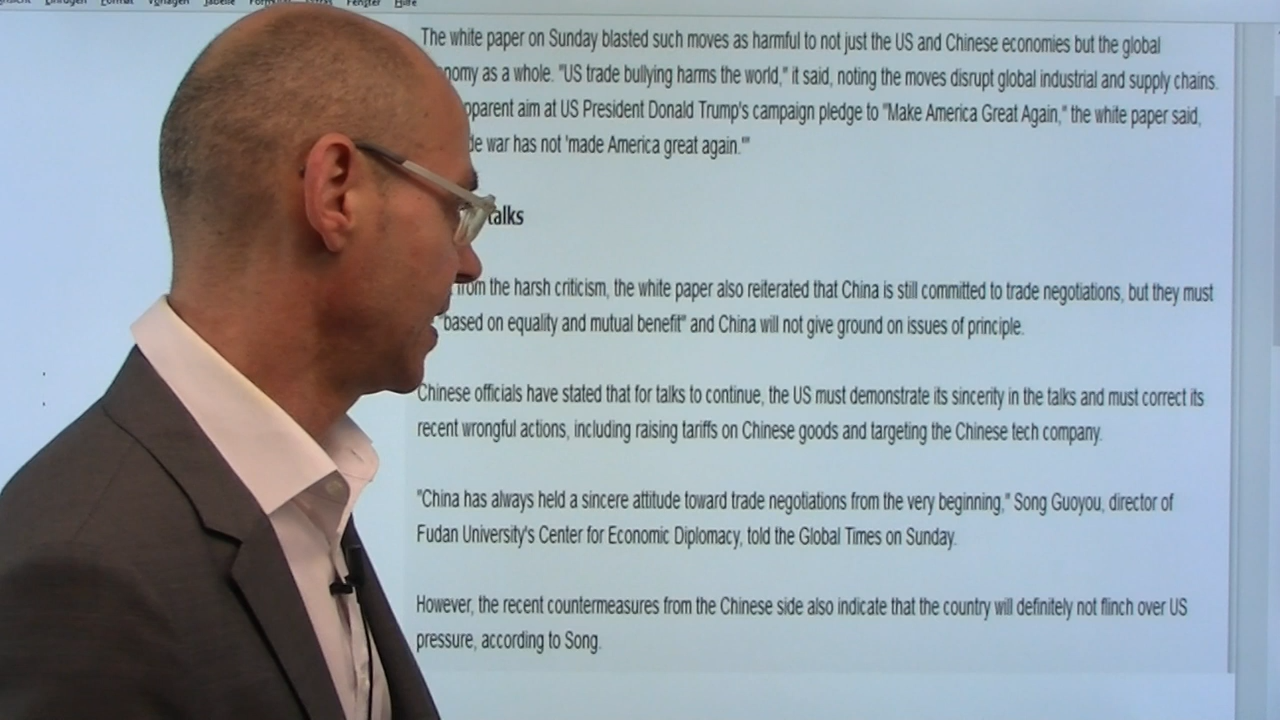 Einfügen Format Vorlagen Tabelle Extras Fenster Hilfe
The white paper on Sunday blasted such moves as harmful to not just the US and Chinese economies but the global
as a whole. "US trade bullying harms the world," it said, noting the moves disrupt global industrial and supply chains.
aim at US President Donald Trump's campaign pledge to "Make America Great Again," the white paper said,
war has not 'made America great again.'"
talks
from the harsh criticism, the white paper also reiterated that China is still committed to trade negotiations, but they must
"based on equality and mutual benefit" and China will not give ground on issues of principle.
Chinese officials have stated that for talks to continue, the US must demonstrate its sincerity in the talks and must correct its
recent wrongful actions, including raising tariffs on Chinese goods and targeting the Chinese tech company.
"China has always held a sincere attitude toward trade negotiations from the very beginning," Song Guoyou, director of
Fudan University's Center for Economic Diplomacy, told the Global Times on Sunday.
However, the recent countermeasures from the Chinese side also indicate that the country will definitely not flinch over US
pressure, according to Song.